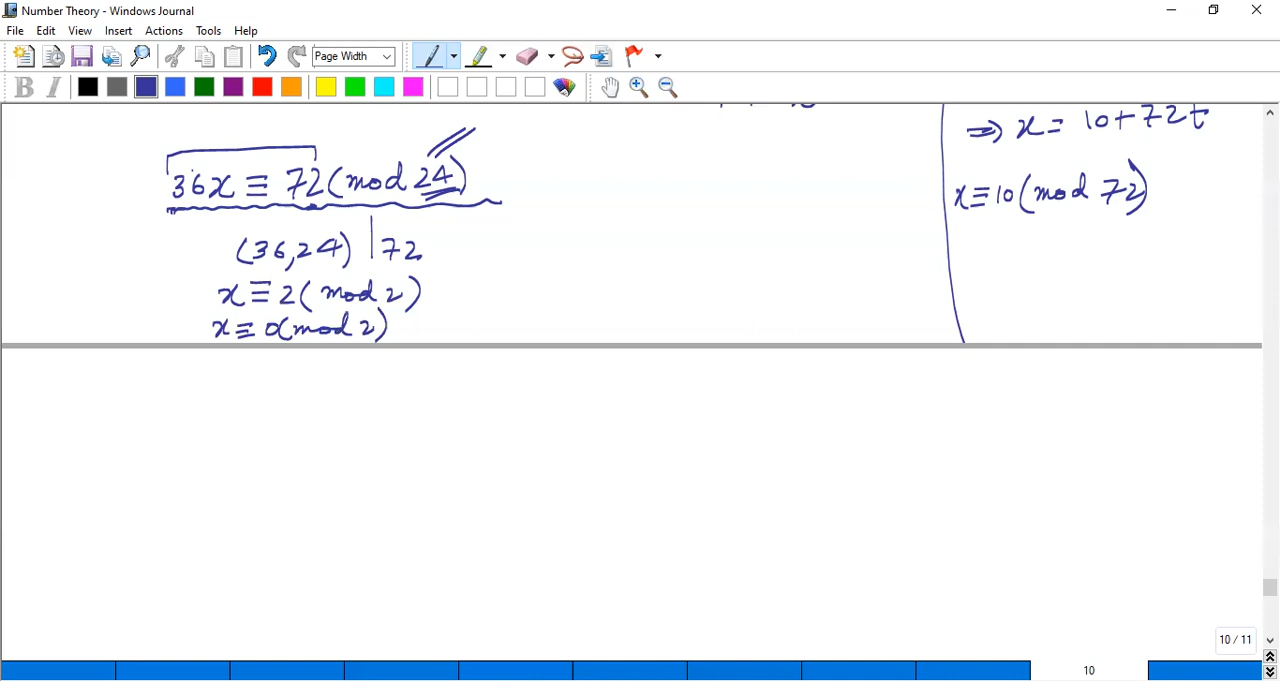 Number Theory - Windows Journal
File Edit View Insert Actions Tools Help
Page Width
B I
36x ≡ 72 (mod 24)
(36,24) | 72
x ≡ 2 (mod 2)
x ≡ 0 (mod 2)
⇒ x = 10 + 72t
x ≡ 10 (mod 72)
10 / 11
10